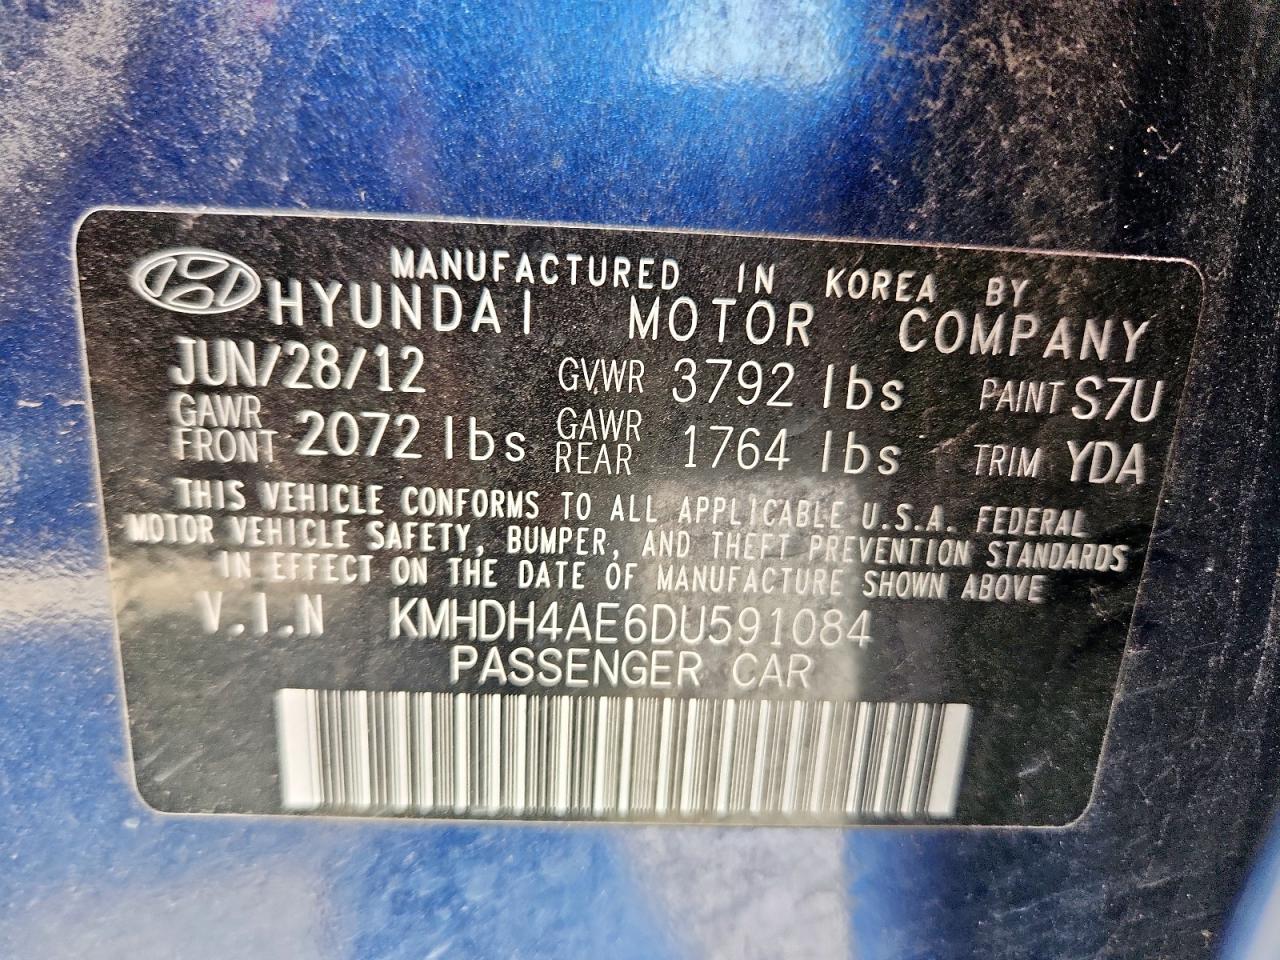 MANUFACTURED IN KOREA BY
HYUNDAI MOTOR COMPANY
JUN/28/12 GVWR 3792 lbs PAINT S7U
GAWR FRONT 2072 lbs GAWR REAR 1764 lbs TRIM YDA
THIS VEHICLE CONFORMS TO ALL APPLICABLE U.S.A. FEDERAL
MOTOR VEHICLE SAFETY, BUMPER, AND THEFT PREVENTION STANDARDS
IN EFFECT ON THE DATE OF MANUFACTURE SHOWN ABOVE
V.I.N KMHDH4AE6DU591084
PASSENGER CAR